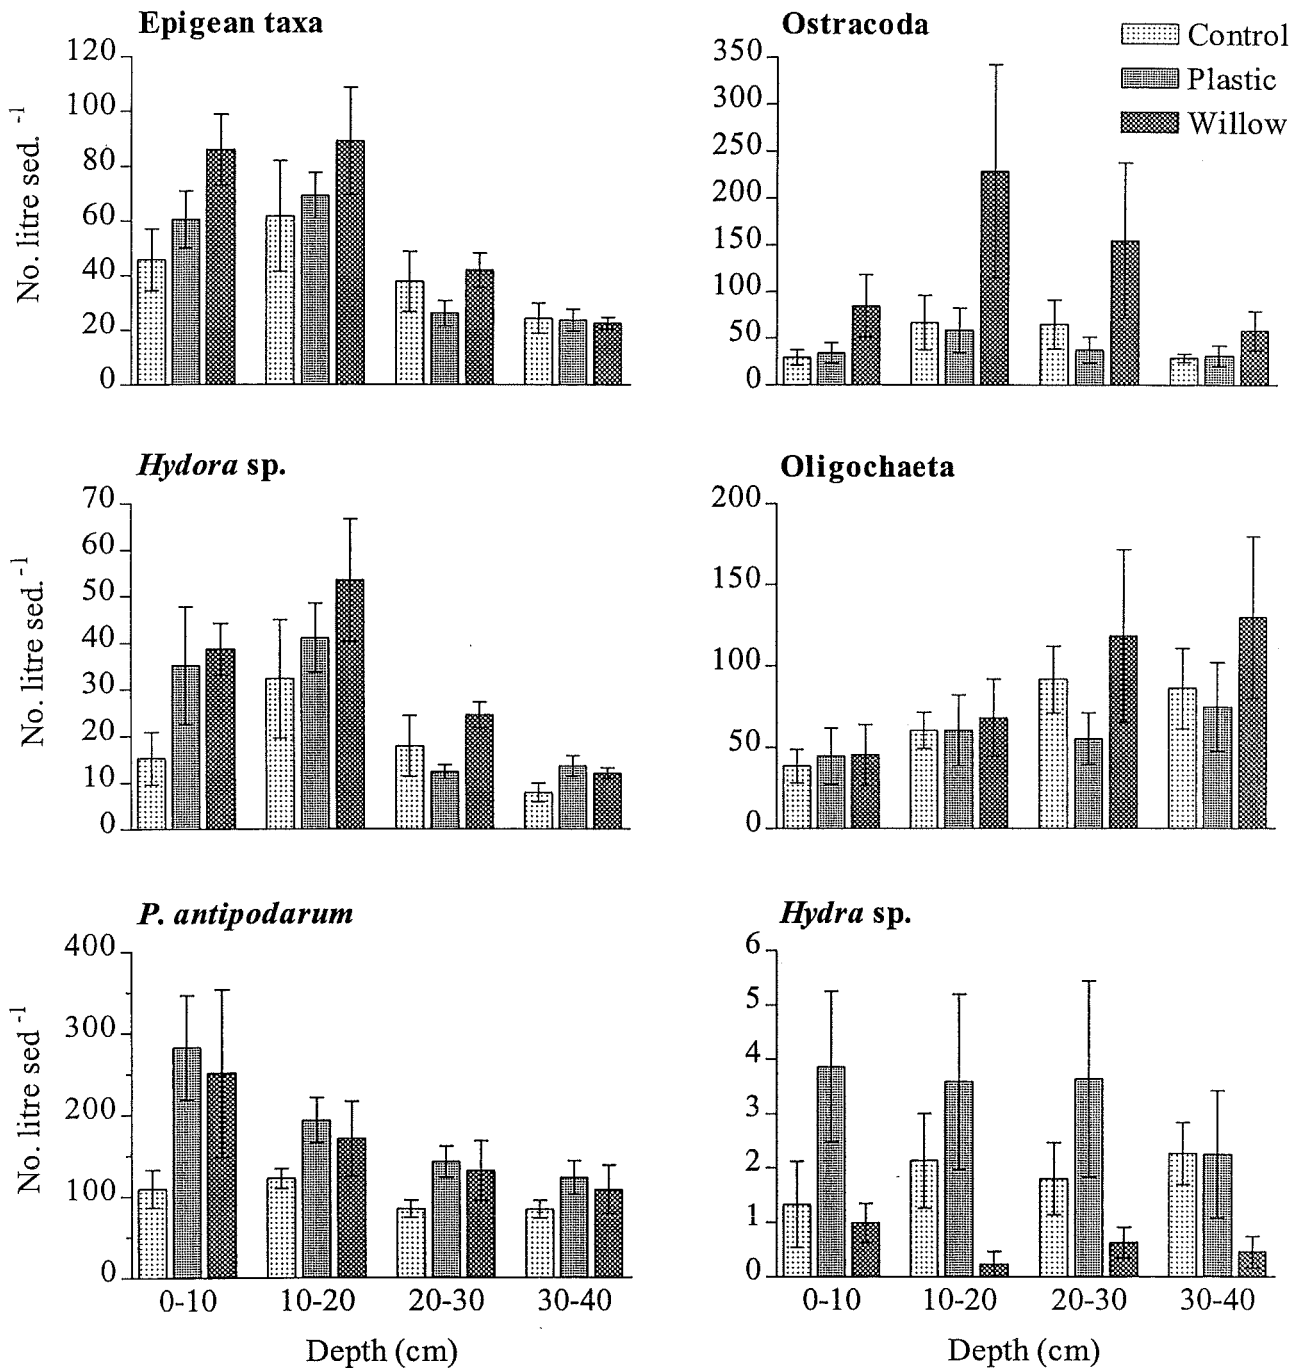 Epigean taxa
120
100
80
60
40
20
0
No. litre sed. -1
Ostracoda
350
300
250
200
150
100
50
0
Control
Plastic
Willow
Hydora sp.
70
60
50
40
30
20
10
0
No. litre sed. -1
Oligochaeta
200
150
100
50
0
P. antipodarum
400
300
200
100
0
No. litre sed -1
0-10 10-20 20-30 30-40
Depth (cm)
Hydra sp.
6
5
4
3
2
1
0
0-10 10-20 20-30 30-40
Depth (cm)